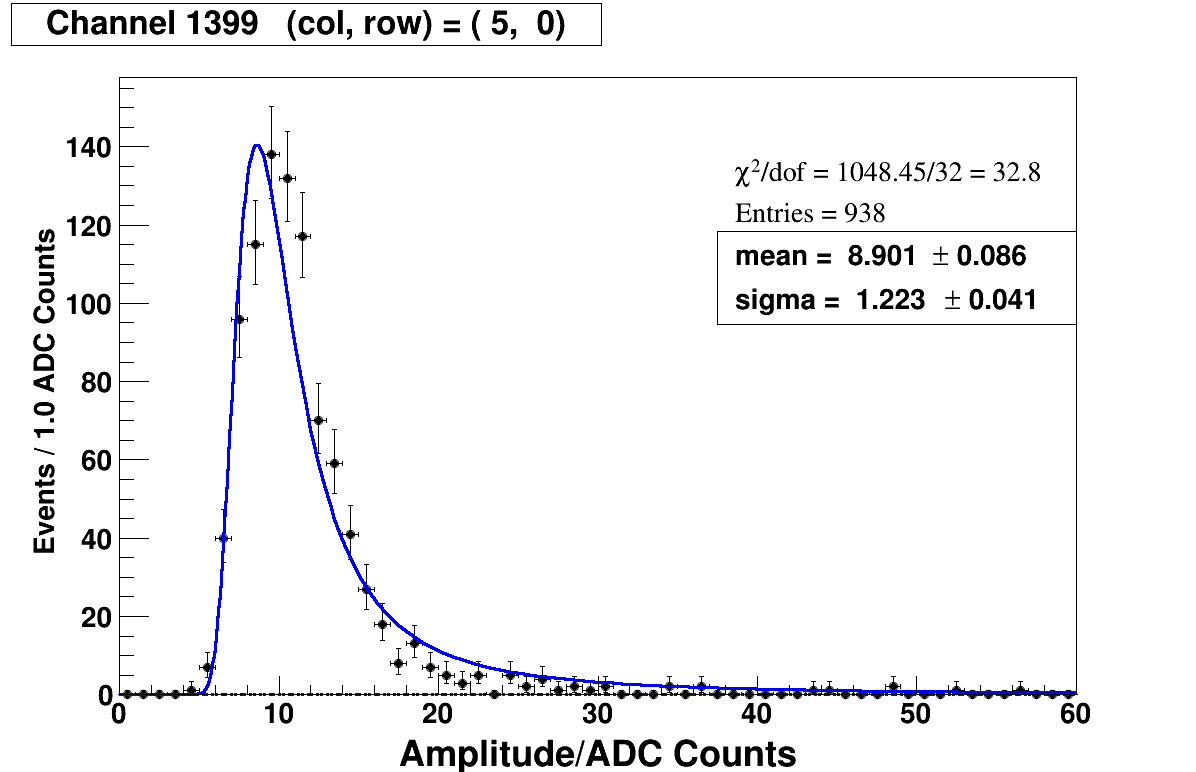 Channel 1399 (col, row) = ( 5, 0)
χ²/dof = 1048.45/32 = 32.8
Entries = 938
mean = 8.901 ± 0.086
sigma = 1.223 ± 0.041
Events / 1.0 ADC Counts
140
120
100
80
60
40
20
0
0 10 20 30 40 50 60
Amplitude/ADC Counts